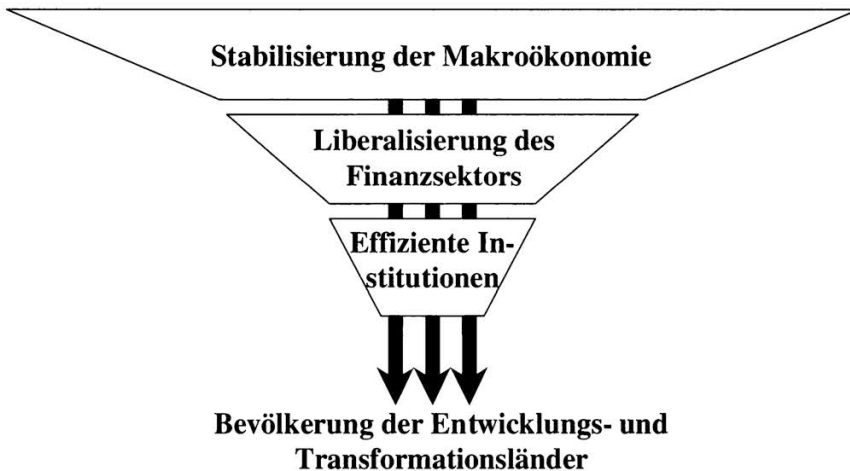 Stabilisierung der Makroökonomie
Liberalisierung des
Finanzsektors
Effiziente In-
stitutionen
Bevölkerung der Entwicklungs- und
Transformationsländer